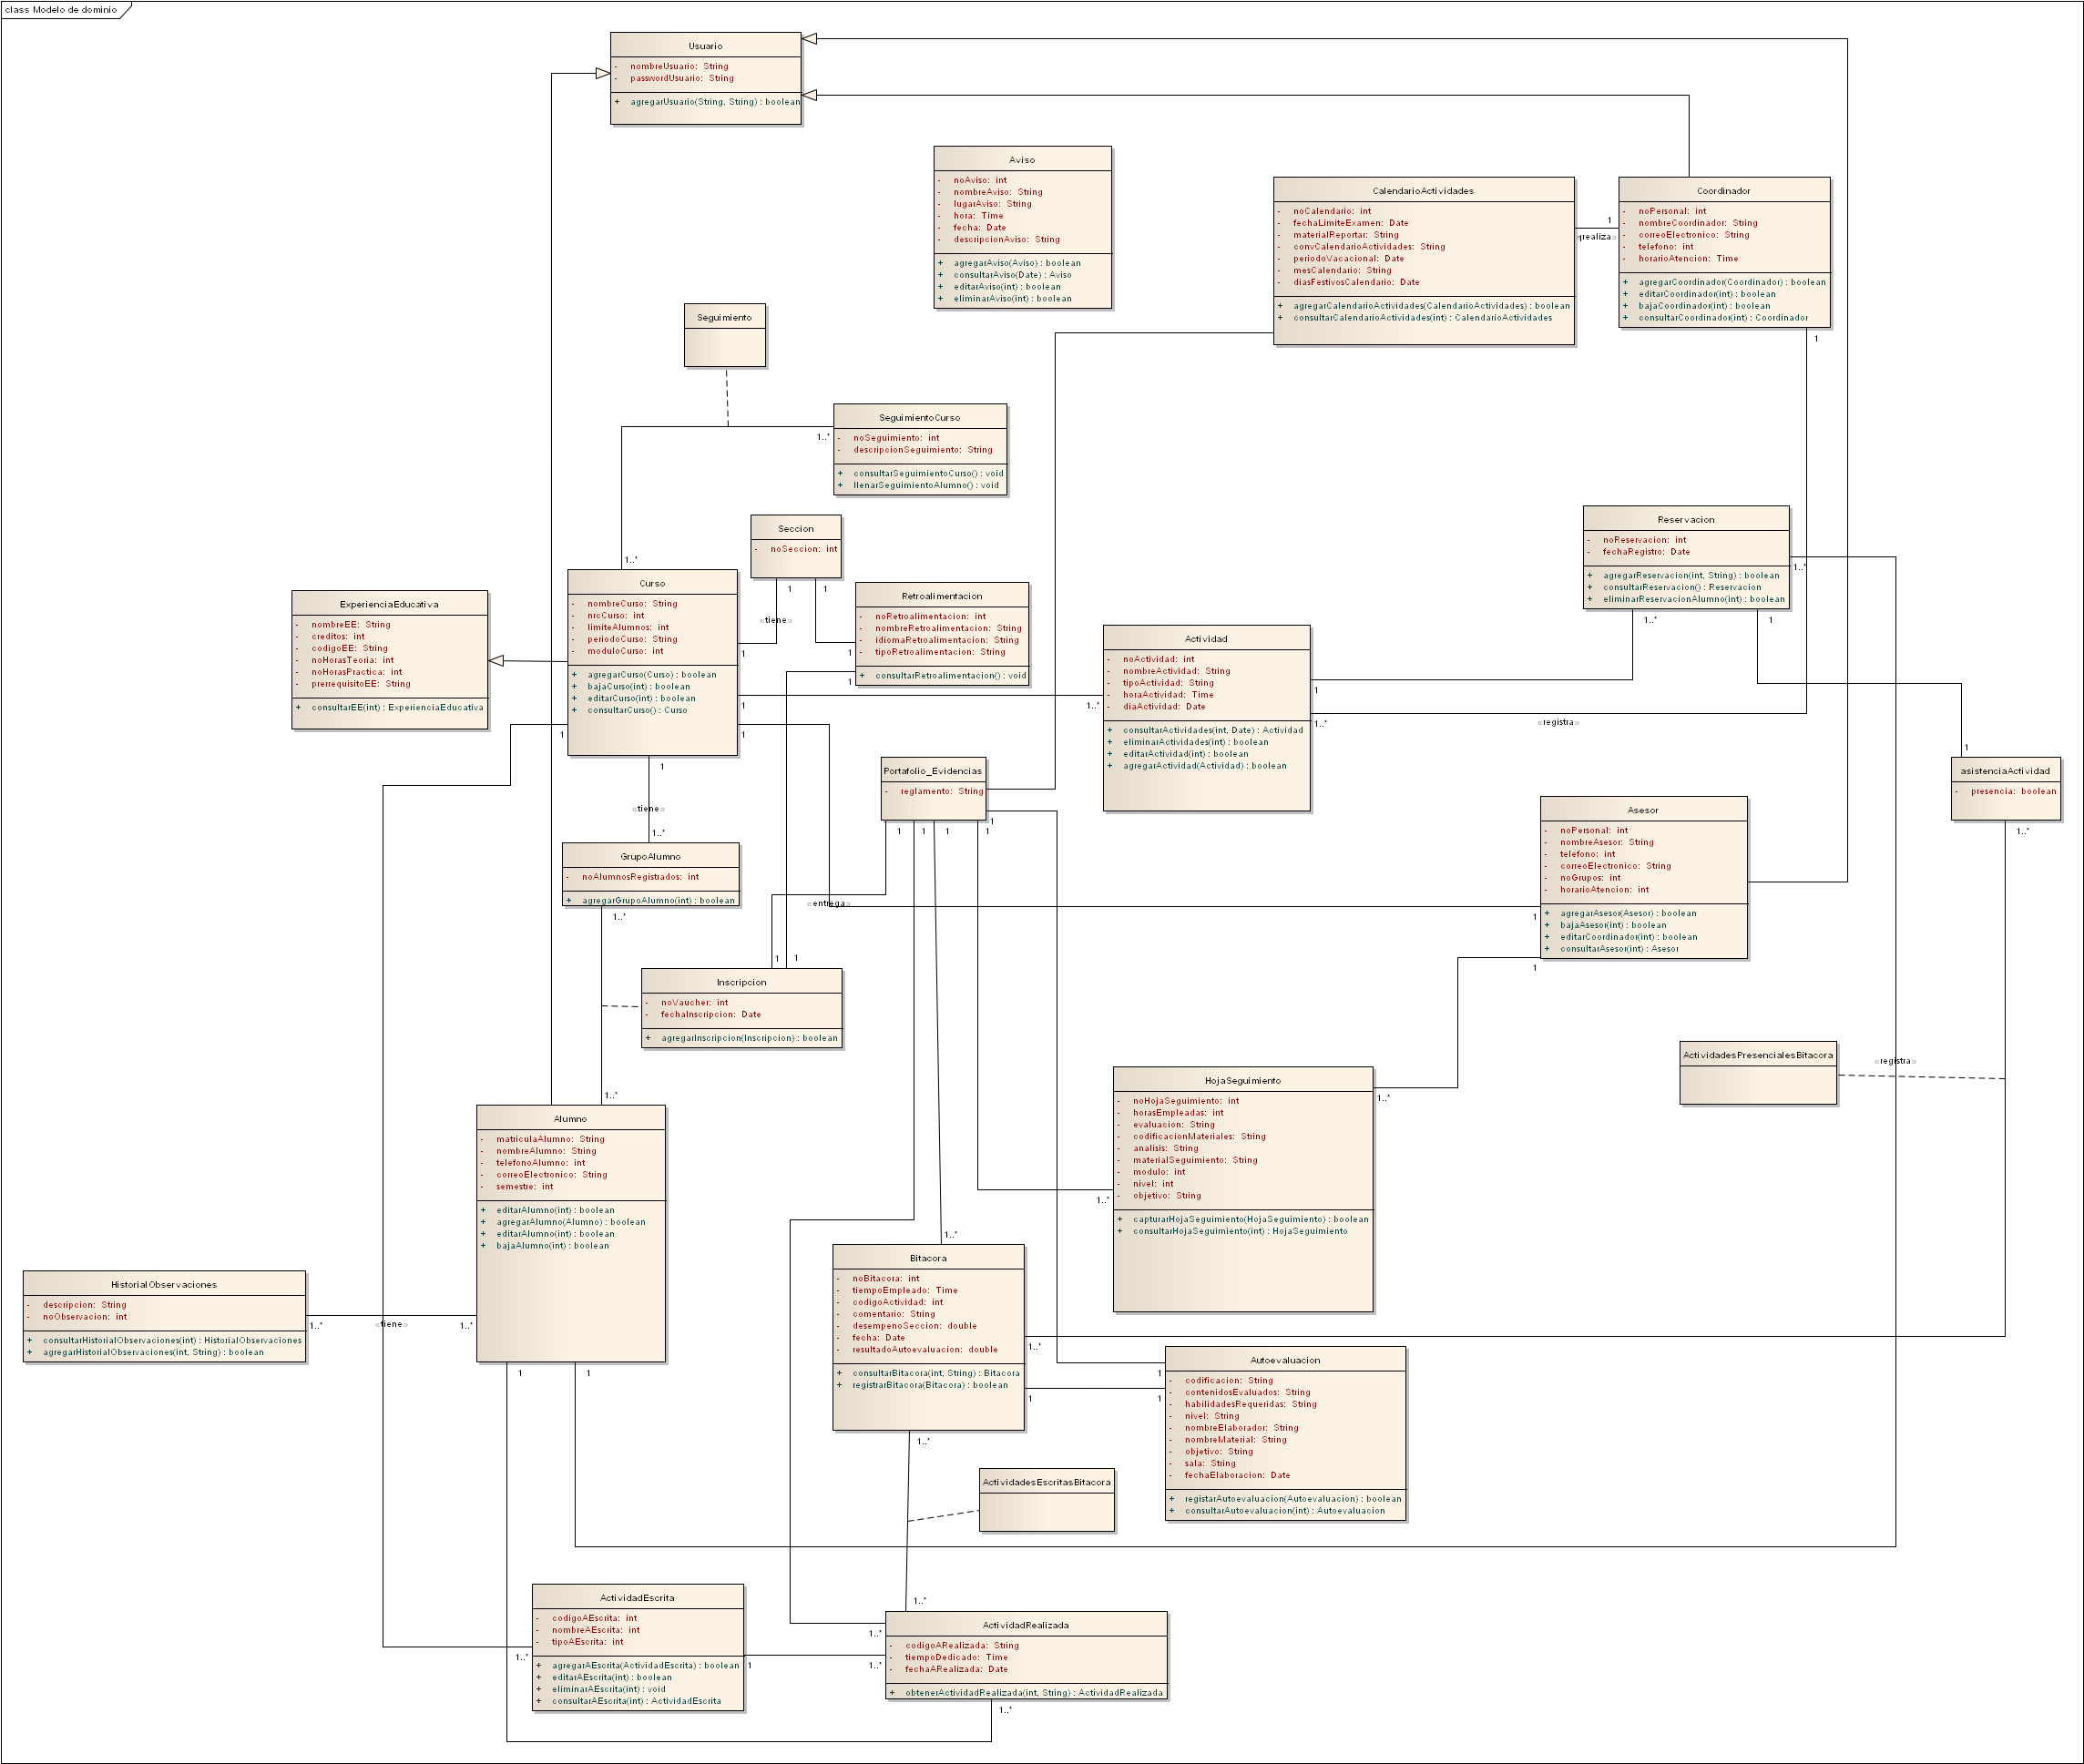 class Modelo de dominio
Usuario
- nombreUsuario: String
- passwordUsuario: String
+ agregarUsuario(String, String) : boolean
Aviso
- noAviso: int
- nombreAviso: String
- lugarAviso: String
- hora: Time
- fecha: Date
- descripcionAviso: String
+ agregarAviso(Aviso) : boolean
+ consultarAviso(Date) : Aviso
+ editarAviso(int) : boolean
+ eliminarAviso(int) : boolean
CalendarioActividades
- noCalendario: int
- fechaLimiteExamen: Date
- materialReportar: String
- convCalendarioActividades: String
- periodoVacacional: Date
- mesCalendario: String
- diasFestivosCalendario: Date
+ agregarCalendarioActividades(CalendarioActividades) : boolean
+ consultarCalendarioActividades(int) : CalendarioActividades
1
«realiza»
Coordinador
- noPersonal: int
- nombreCoordinador: String
- correoElectronico: String
- telefono: int
- horarioAtencion: Time
+ agregarCoordinador(Coordinador) : boolean
+ editarCoordinador(int) : boolean
+ bajaCoordinador(int) : boolean
+ consultarCoordinador(int) : Coordinador
1
Seguimiento
SeguimientoCurso
- noSeguimiento: int
- descripcionSeguimiento: String
+ consultarSeguimientoCurso() : void
+ llenarSeguimientoAlumno() : void
1..*
1..*
Seccion
- noSeccion: int
1
1
«tiene»
Reservacion
- noReservacion: int
- fechaRegistro: Date
+ agregarReservacion(int, String) : boolean
+ consultarReservacion() : Reservacion
+ eliminarReservacionAlumno(int) : boolean
1..*
1..*
1
ExperienciaEducativa
- nombreEE: String
- creditos: int
- codigoEE: String
- noHorasTeoria: int
- noHorasPractica: int
- prerrequisitoEE: String
+ consultarEE(int) : ExperienciaEducativa
Curso
- nombreCurso: String
- nrcCurso: int
- limiteAlumnos: int
- periodoCurso: String
- moduloCurso: int
+ agregarCurso(Curso) : boolean
+ bajaCurso(int) : boolean
+ editarCurso(int) : boolean
+ consultarCurso() : Curso
1
1
1
1
1
Retroalimentacion
- noRetroalimentacion: int
- nombreRetroalimentacion: String
- idiomaRetroalimentacion: String
- tipoRetroalimentacion: String
+ consultarRetroalimentacion() : void
1
1
Actividad
- noActividad: int
- nombreActividad: String
- tipoActividad: String
- horaActividad: Time
- diaActividad: Date
+ consultarActividades(int, Date) : Actividad
+ eliminarActividades(int) : boolean
+ editarActividad(int) : boolean
+ agregarActividad(Actividad) : boolean
1..*
1
1..*
«registra»
1
asistenciaActividad
- presencia: boolean
1..*
Portafolio_Evidencias
- reglamento: String
1
1
1
1
1
«tiene»
1..*
GrupoAlumno
- noAlumnosRegistrados: int
+ agregarGrupoAlumno(int) : boolean
1..*
«entrega»
Asesor
- noPersonal: int
- nombreAsesor: String
- telefono: int
- correoElectronico: String
- noGrupos: int
- horarioAtencion: int
+ agregarAsesor(Asesor) : boolean
+ bajaAsesor(int) : boolean
+ editarCoordinador(int) : boolean
+ consultarAsesor(int) : Asesor
1
1
1
1
Inscripcion
- noVaucher: int
- fechaInscripcion: Date
+ agregarInscripcion(Inscripcion) : boolean
ActividadesPresencialesBitacora
«registra»
HojaSeguimiento
- noHojaSeguimiento: int
- horasEmpleadas: int
- evaluacion: String
- codificacionMateriales: String
- analisis: String
- materialSeguimiento: String
- modulo: int
- nivel: int
- objetivo: String
+ capturarHojaSeguimiento(HojaSeguimiento) : boolean
+ consultarHojaSeguimiento(int) : HojaSeguimiento
1..*
1..*
1..*
Alumno
- matriculaAlumno: String
- nombreAlumno: String
- telefonoAlumno: int
- correoElectronico: String
- semestre: int
+ editarAlumno(int) : boolean
+ agregarAlumno(Alumno) : boolean
+ editarAlumno(int) : boolean
+ bajaAlumno(int) : boolean
1
1
HistorialObservaciones
- descripcion: String
- noObservacion: int
+ consultarHistorialObservaciones(int) : HistorialObservaciones
+ agregarHistorialObservaciones(int, String) : boolean
1..*
«tiene»
1..*
1..*
Bitacora
- noBitacora: int
- tiempoEmpleado: Time
- codigoActividad: int
- comentario: String
- desempenoSeccion: double
- fecha: Date
- resultadoAutoevaluacion: double
+ consultarBitacora(int, String) : Bitacora
+ registrarBitacora(Bitacora) : boolean
1..*
1
1..*
1
1
Autoevaluacion
- codificacion: String
- contenidosEvaluados: String
- habilidadesRequeridas: String
- nivel: String
- nombreElaborador: String
- nombreMaterial: String
- objetivo: String
- sala: String
- fechaElaboracion: Date
+ registarAutoevaluacion(Autoevaluacion) : boolean
+ consultarAutoevaluacion(int) : Autoevaluacion
ActividadesEscritasBitacora
ActividadEscrita
- codigoAEscrita: int
- nombreAEscrita: int
- tipoAEscrita: int
+ agregarAEscrita(ActividadEscrita) : boolean
+ editarAEscrita(int) : boolean
+ eliminarAEscrita(int) : void
+ consultarAEscrita(int) : ActividadEscrita
1..*
1
1..*
1..*
1..*
ActividadRealizada
- codigoARealizada: String
- tiempoDedicado: Time
- fechaARealizada: Date
+ obtenerActividadRealizada(int, String) : ActividadRealizada
1..*